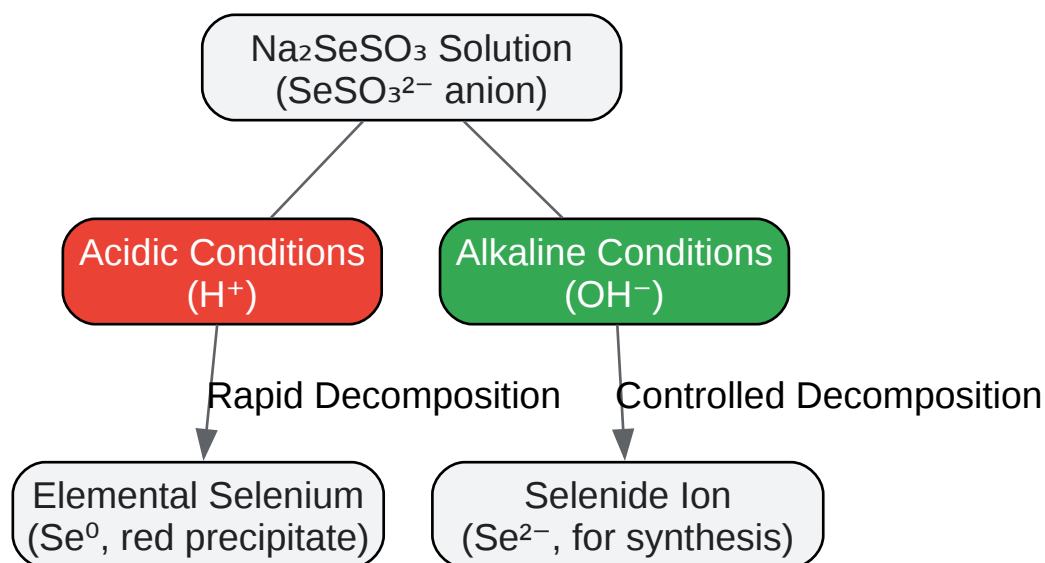 Na₂SeSO₃ Solution
(SeSO₃²⁻ anion)
Acidic Conditions
(H⁺)
Alkaline Conditions
(OH⁻)
Rapid Decomposition
Controlled Decomposition
Elemental Selenium
(Se⁰, red precipitate)
Selenide Ion
(Se²⁻, for synthesis)